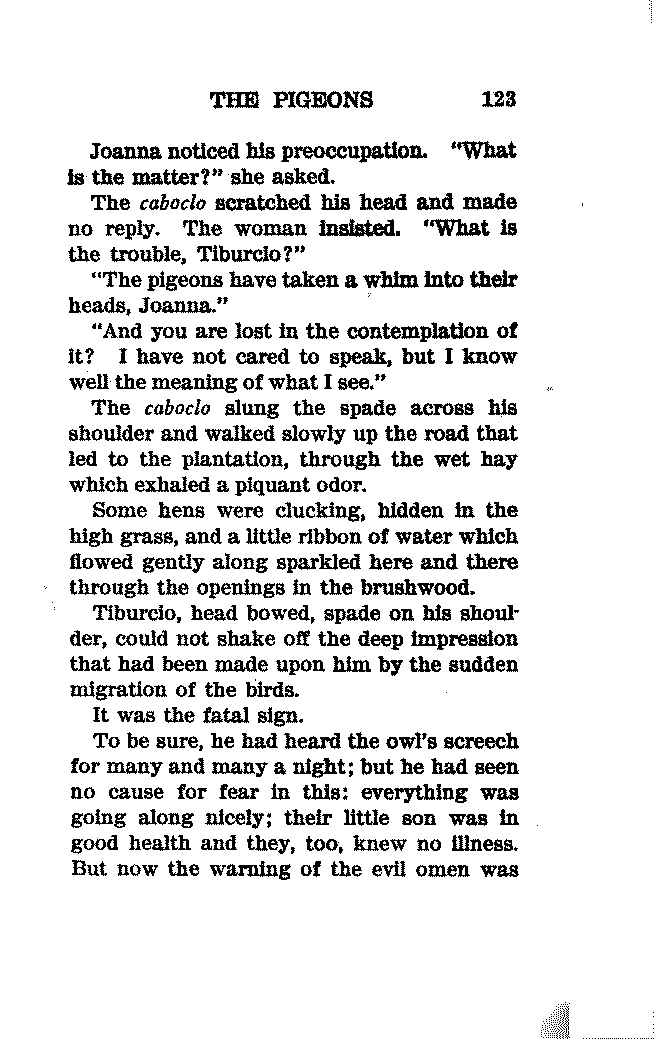 THE PIGEONS 123
Joanna noticed his preoccupation. “What
is the matter?” she asked.
The caboclo scratched his head and made
no reply. The woman insisted. “What is
the trouble, Tiburcio?”
“The pigeons have taken a whim into their
heads, Joanna.”
“And you are lost in the contemplation of
it? I have not cared to speak, but I know
well the meaning of what I see.”
The caboclo slung the spade across his
shoulder and walked slowly up the road that
led to the plantation, through the wet hay
which exhaled a piquant odor.
Some hens were clucking, hidden in the
high grass, and a little ribbon of water which
flowed gently along sparkled here and there
through the openings in the brushwood.
Tiburcio, head bowed, spade on his shoul-
der, could not shake off the deep impression
that had been made upon him by the sudden
migration of the birds.
It was the fatal sign.
To be sure, he had heard the owl’s screech
for many and many a night; but he had seen
no cause for fear in this: everything was
going along nicely; their little son was in
good health and they, too, knew no illness.
But now the warning of the evil omen was